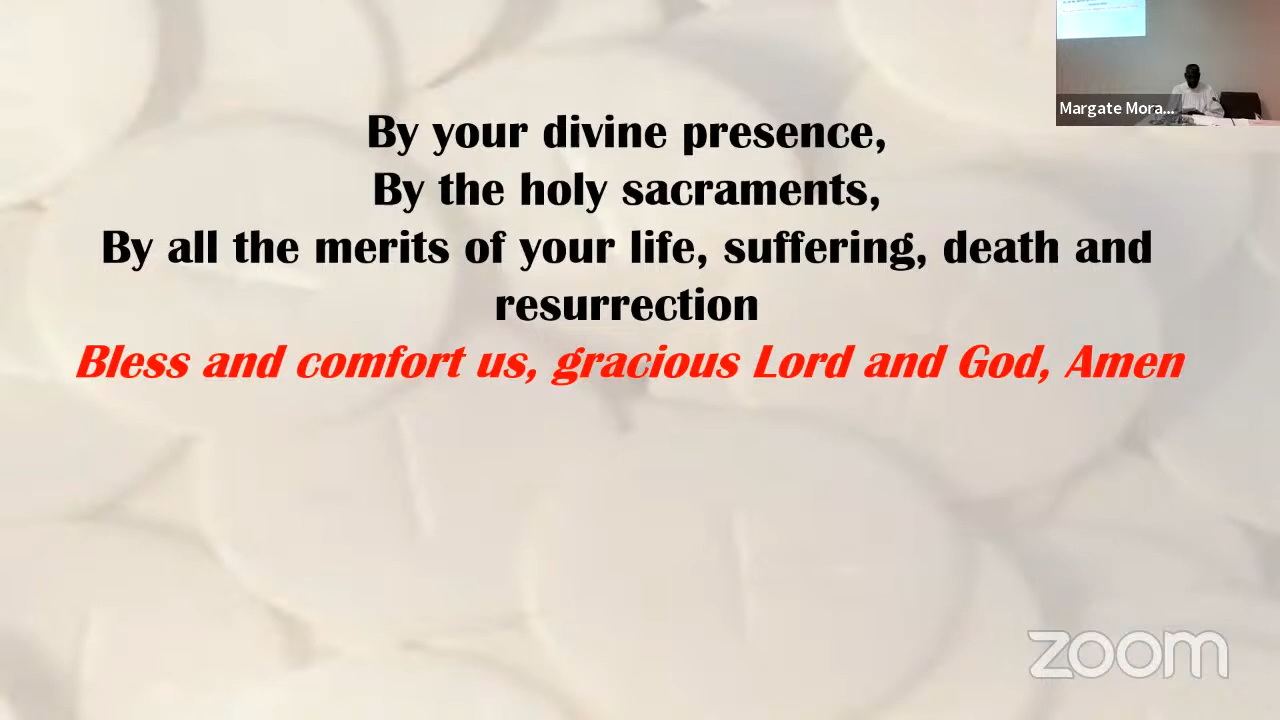 By your divine presence,
By the holy sacraments,
By all the merits of your life, suffering, death and
resurrection
Bless and comfort us, gracious Lord and God, Amen
Margate Mora...
zoom